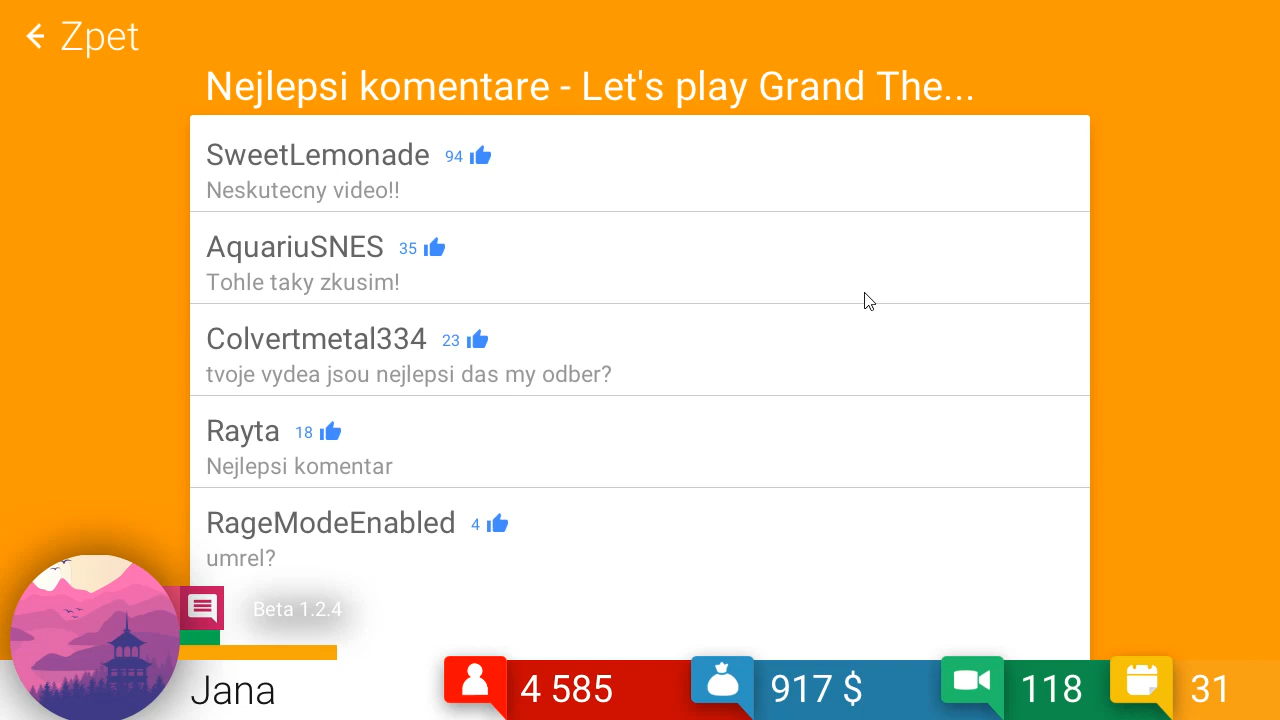 Zpet
Nejlepsi komentare - Let's play Grand The...
SweetLemonade 94
Neskutecny video!!
AquariuSNES 35
Tohle taky zkusim!
Colvertmetal334 23
tvoje vydea jsou nejlepsi das my odber?
Rayta 18
Nejlepsi komentar
RageModeEnabled 4
umrel?
Beta 1.2.4
Jana 4 585 917 $ 118 31